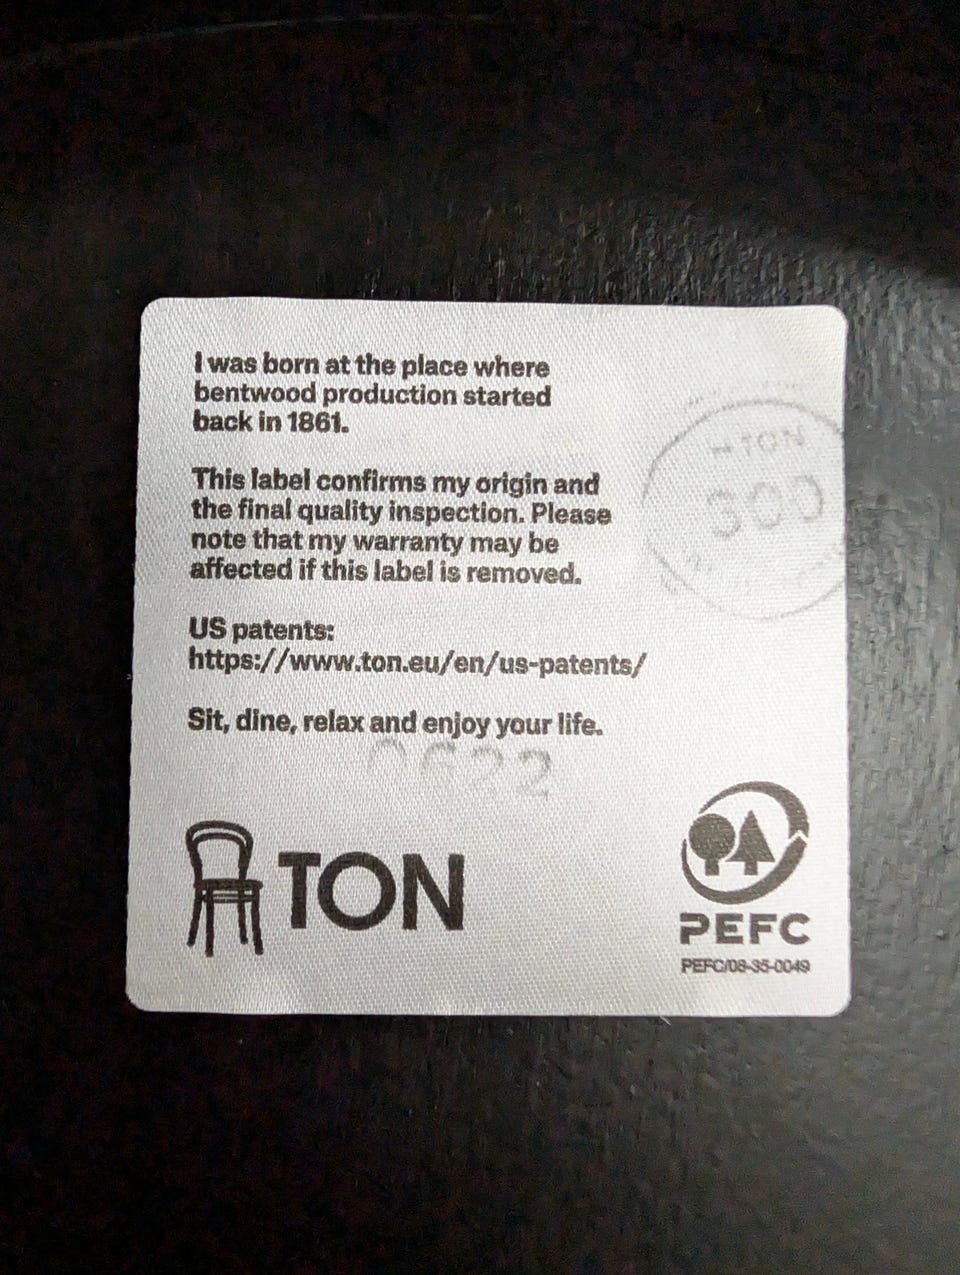 I was born at the place where
bentwood production started
back in 1861.
This label confirms my origin and
the final quality inspection. Please
note that my warranty may be
affected if this label is removed.
US patents:
https://www.ton.eu/en/us-patents/
Sit, dine, relax and enjoy your life.
0622
TON
TON
PEFC
PEFC/08-35-0049